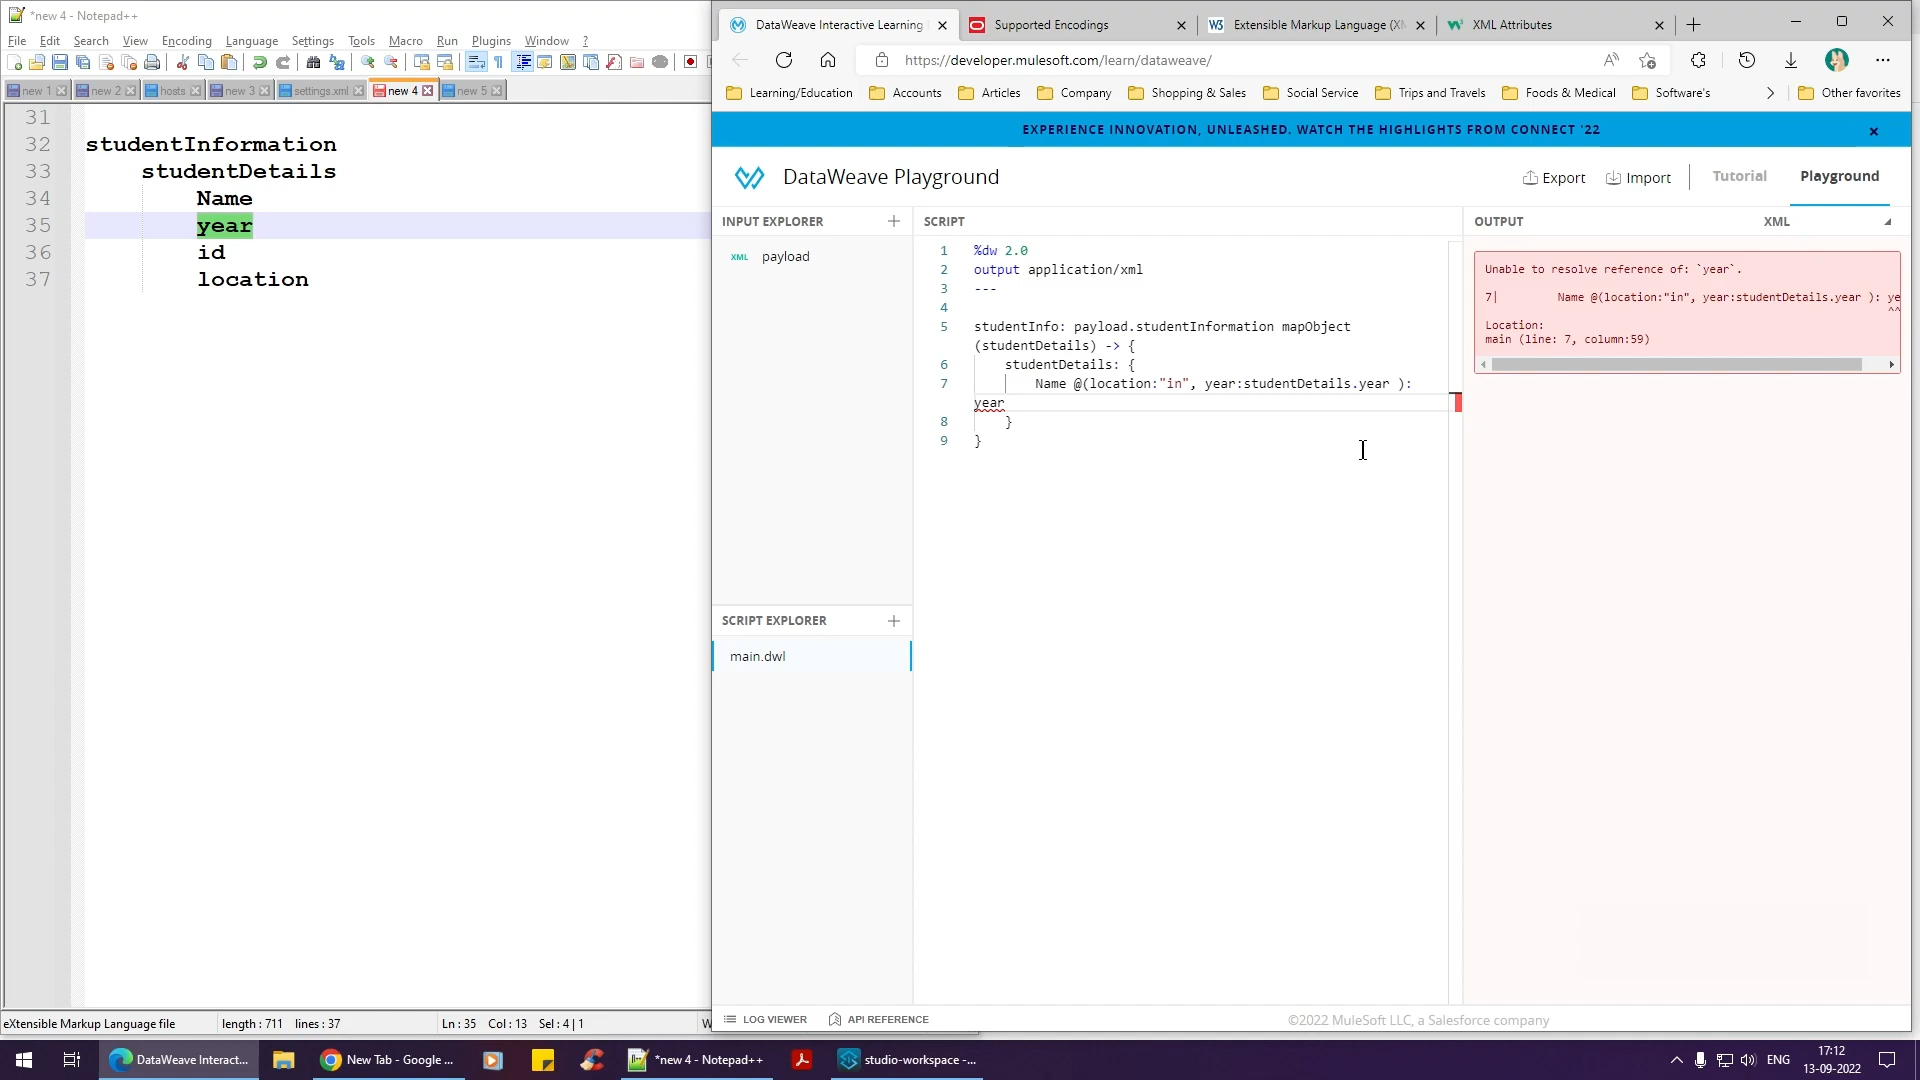 *new 4 - Notepad++
File Edit Search View Encoding Language Settings Tools Macro Run Plugins Window ?
new 1 new 2 hosts new 3 settings.xml new 4 new 5
31
32 studentInformation
33 studentDetails
34 Name
35 year
36 id
37 location
eXtensible Markup Language file length : 711 lines : 37 Ln : 35 Col : 13 Sel : 4 | 1 W
DataWeave Interactive Learning Supported Encodings Extensible Markup Language (XM XML Attributes
https://developer.mulesoft.com/learn/dataweave/
Learning/Education Accounts Articles Company Shopping & Sales Social Service Trips and Travels Foods & Medical Software's Other favorites
EXPERIENCE INNOVATION, UNLEASHED. WATCH THE HIGHLIGHTS FROM CONNECT '22
DataWeave Playground Export Import Tutorial Playground
INPUT EXPLORER
XML payload
SCRIPT EXPLORER
main.dwl
SCRIPT
1 %dw 2.0
2 output application/xml
3 ---
4
5 studentInfo: payload.studentInformation mapObject
(studentDetails) -> {
6 studentDetails: {
7 Name @(location:"in", year:studentDetails.year ):
year
8 }
9 }
OUTPUT XML
Unable to resolve reference of: `year`.
7| Name @(location:"in", year:studentDetails.year ): ye
^^
Location:
main (line: 7, column:59)
LOG VIEWER API REFERENCE ©2022 MuleSoft LLC, a Salesforce company
DataWeave Interact... New Tab - Google ... *new 4 - Notepad++ studio-workspace -... ENG 17:12
13-09-2022